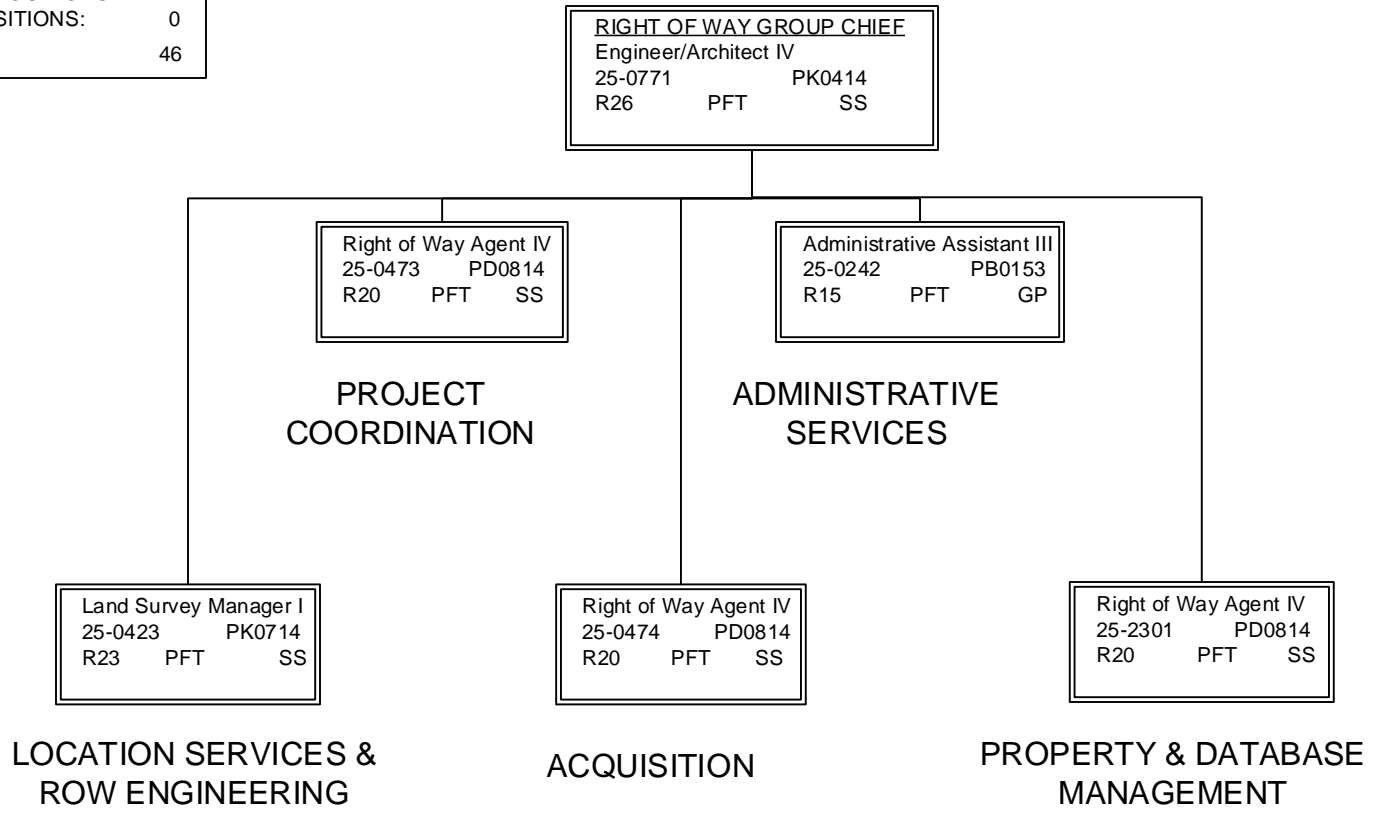 SITIONS: 0
46
RIGHT OF WAY GROUP CHIEF
Engineer/Architect IV
25-0771 PK0414
R26 PFT SS
Right of Way Agent IV
25-0473 PD0814
R20 PFT SS
PROJECT
COORDINATION
Administrative Assistant III
25-0242 PB0153
R15 PFT GP
ADMINISTRATIVE
SERVICES
Land Survey Manager I
25-0423 PK0714
R23 PFT SS
LOCATION SERVICES &
ROW ENGINEERING
Right of Way Agent IV
25-0474 PD0814
R20 PFT SS
ACQUISITION
Right of Way Agent IV
25-2301 PD0814
R20 PFT SS
PROPERTY & DATABASE
MANAGEMENT